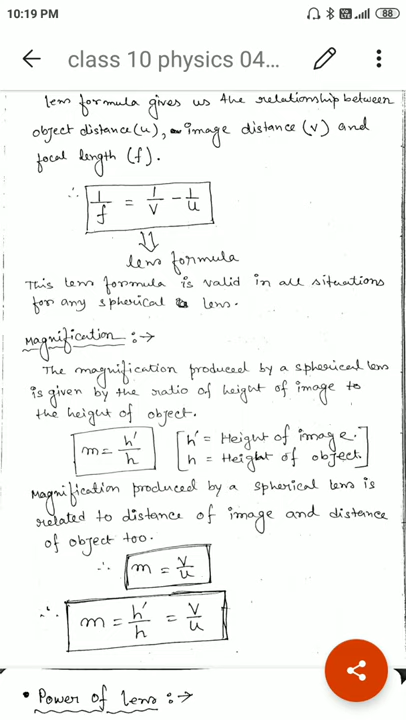 10:19 PM
Vo LTE
88
class 10 physics 04...
lens formula gives us the relationship between
object distance (u), image distance (v) and
focal length (f).
∴ 1/f = 1/v - 1/u
⇓
lens formula
This lens formula is valid in all situations
for any spherical lens.
Magnification :→
The magnification produced by a spherical lens
is given by the ratio of height of image to
the height of object.
m = h'/h [h' = Height of image.
h = Height of object.]
Magnification produced by a spherical lens is
related to distance of image and distance
of object too.
∴ m = v/u
∴ m = h'/h = v/u
• Power of lens :→